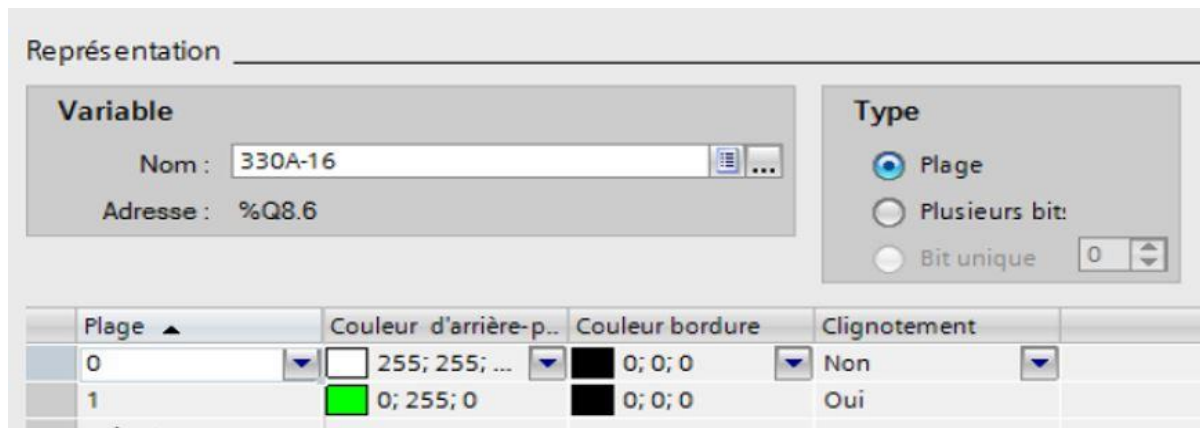 Représentation
Variable
Nom : 330A-16 ...
Adresse : %Q8.6
Type
Plage
Plusieurs bits
Bit unique 0
Plage Couleur d'arrière-p.. Couleur bordure Clignotement
0 255; 255; ... 0; 0; 0 Non
1 0; 255; 0 0; 0; 0 Oui